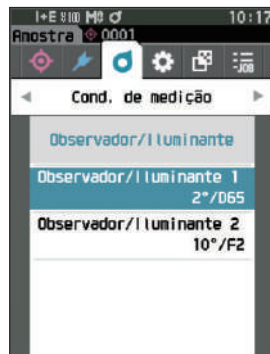 I+E M0 10:17
Amostra 0001
-JOB
Cond. de medição
Observador/Iluminante
Observador/Iluminante 1
2°/D65
Observador/Iluminante 2
10°/F2